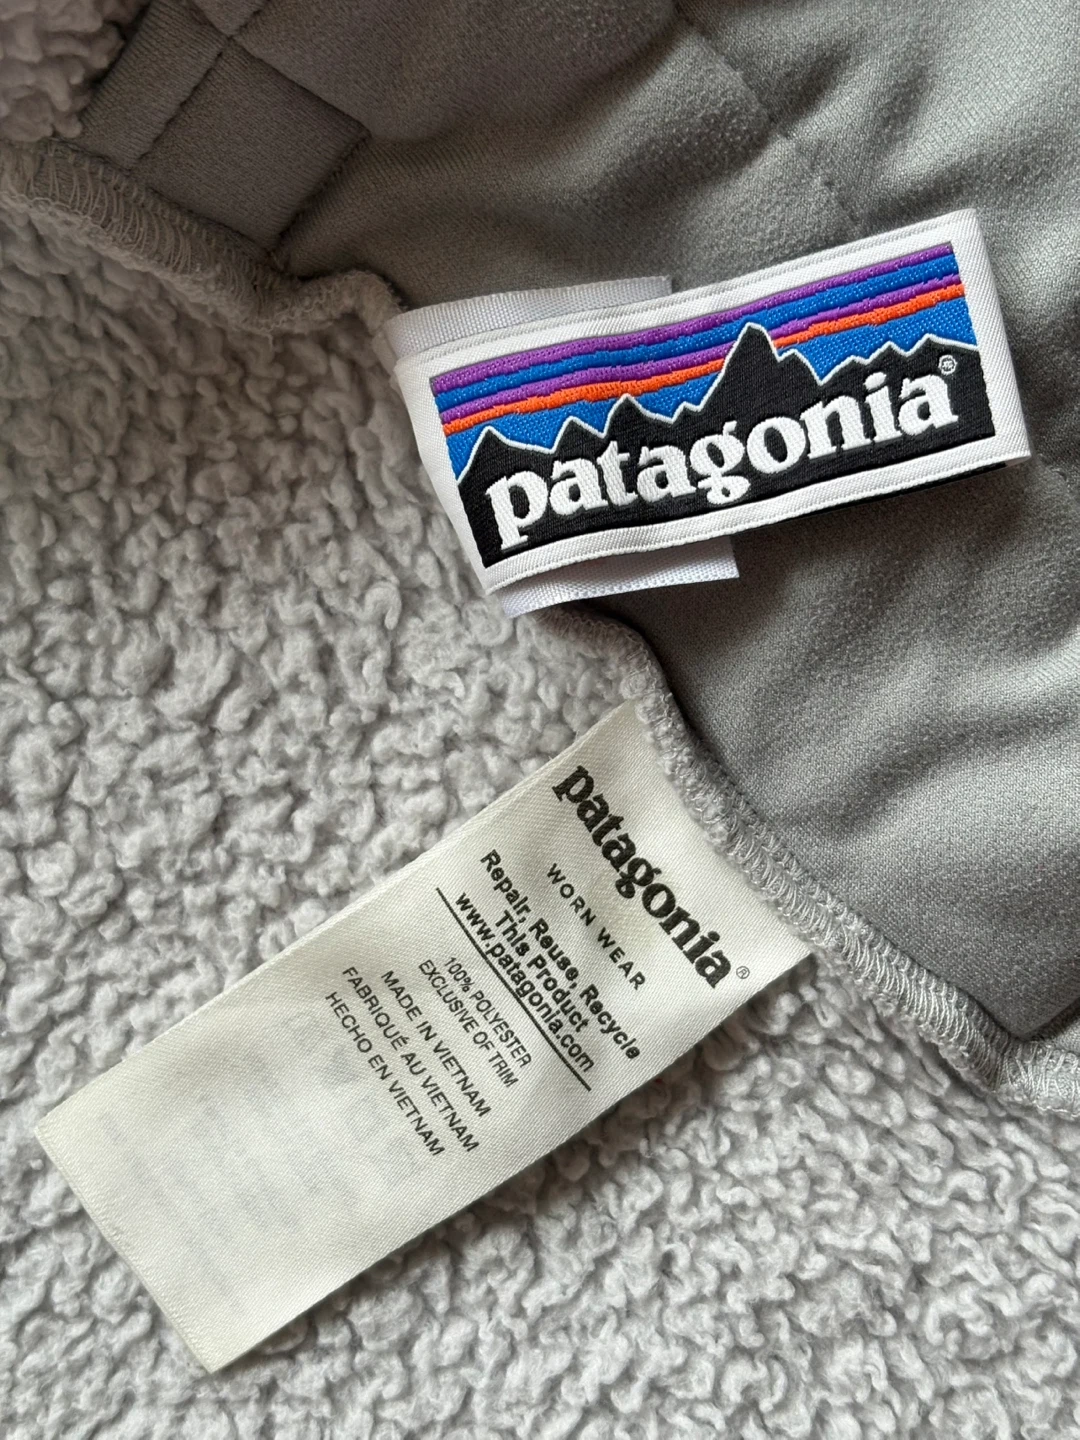 patagonia®
patagonia®
WORN WEAR
Repair, Reuse, Recycle
This Product
www.patagonia.com
100% POLYESTER
EXCLUSIVE OF TRIM
MADE IN VIETNAM
FABRIQUÉ AU VIETNAM
HECHO EN VIETNAM